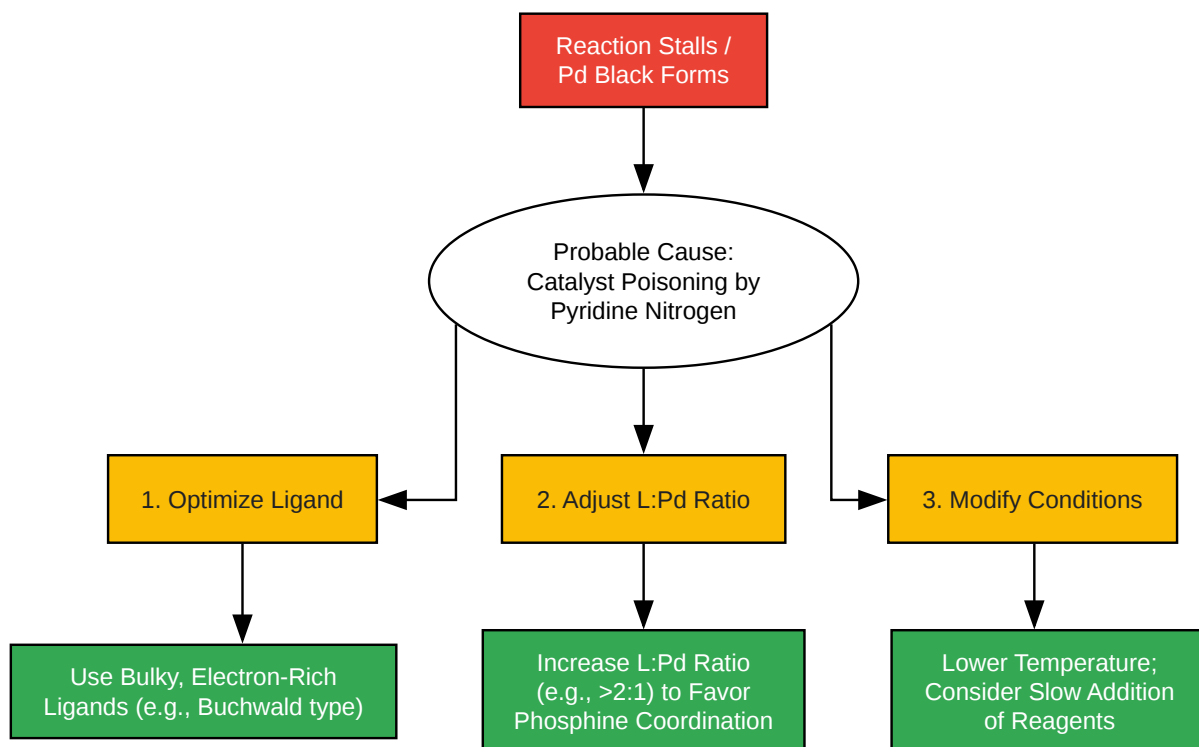 Reaction Stalls /
Pd Black Forms
Probable Cause:
Catalyst Poisoning by
Pyridine Nitrogen
1. Optimize Ligand
2. Adjust L:Pd Ratio
3. Modify Conditions
Use Bulky, Electron-Rich
Ligands (e.g., Buchwald type)
Increase L:Pd Ratio
(e.g., >2:1) to Favor
Phosphine Coordination
Lower Temperature;
Consider Slow Addition
of Reagents